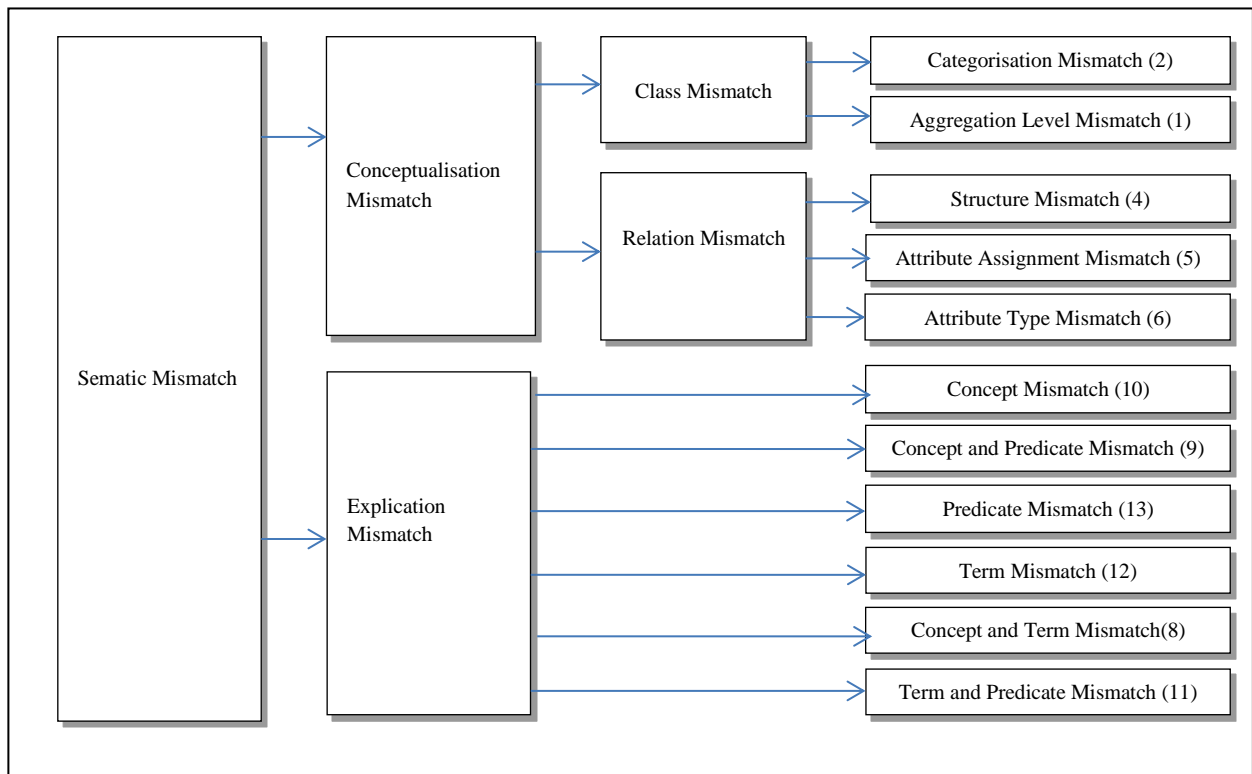 Sematic Mismatch
Conceptualisation
Mismatch
Class Mismatch
Categorisation Mismatch (2)
Aggregation Level Mismatch (1)
Relation Mismatch
Structure Mismatch (4)
Attribute Assignment Mismatch (5)
Attribute Type Mismatch (6)
Explication
Mismatch
Concept Mismatch (10)
Concept and Predicate Mismatch (9)
Predicate Mismatch (13)
Term Mismatch (12)
Concept and Term Mismatch(8)
Term and Predicate Mismatch (11)